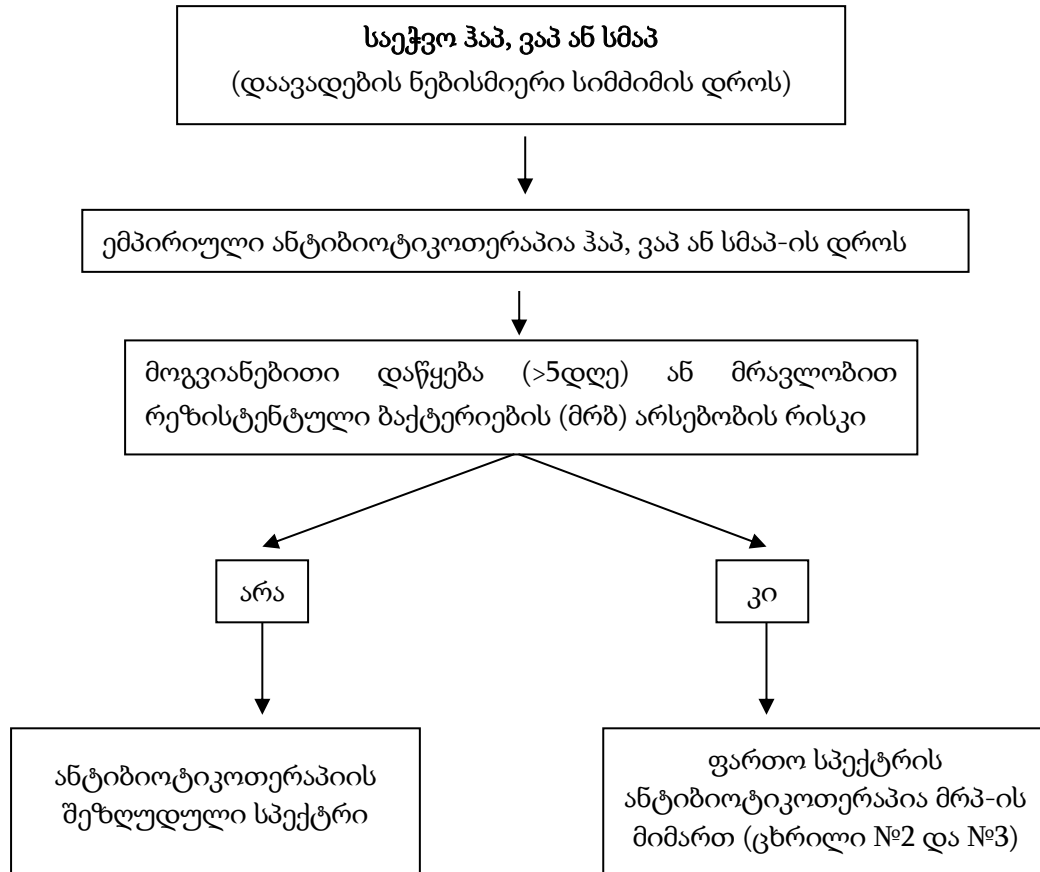 საეჭვო ჰაპ, ვაპ ან სმაპ
(დაავადების ნებისმიერი სიმძიმის დროს)
ემპირიული ანტიბიოტიკოთერაპია ჰაპ, ვაპ ან სმაპ-ის დროს
მოგვიანებითი დაწყება (>5დღე) ან მრავლობით
რეზისტენტული ბაქტერიების (მრბ) არსებობის რისკი
არა
კი
ანტიბიოტიკოთერაპიის
შეზღუდული სპექტრი
ფართო სპექტრის
ანტიბიოტიკოთერაპია მრპ-ის
მიმართ (ცხრილი №2 და №3)